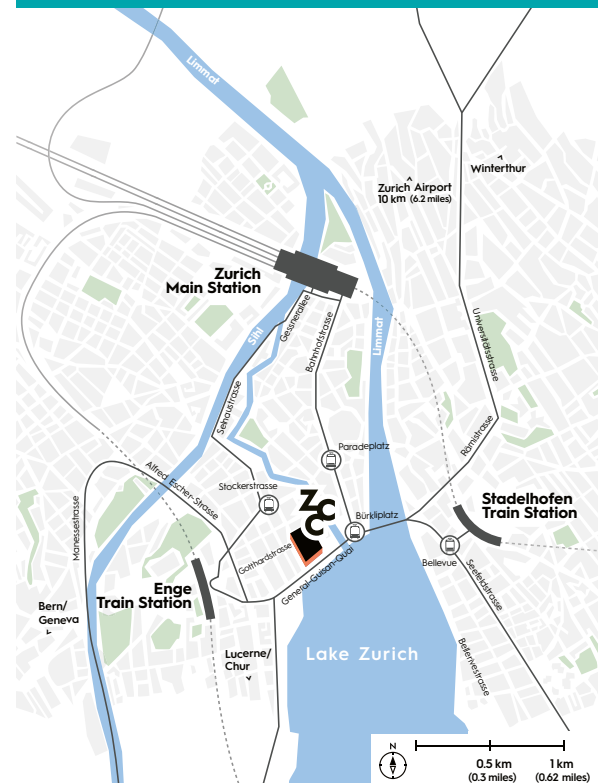 Limmat
Winterthur
Zurich Airport
10 km (6.2 miles)
Zurich
Main Station
Gessnerallee
Sihl
Bahnhofstrasse
Limmat
Universitätsstrasse
Selnaustrasse
Rämistrasse
Paradeplatz
Alfred Escher-Strasse
Stockerstrasse
ZCC
Bürkliplatz
Stadelhofen
Train Station
Manessestrasse
Gotthardstrasse
General-Guisan-Quai
Bellevue
Seefeldstrasse
Enge
Train Station
Bern/
Geneva
Lucerne/
Chur
Lake Zurich
Bellerivestrasse
N
0.5 km
(0.3 miles)
1 km
(0.62 miles)